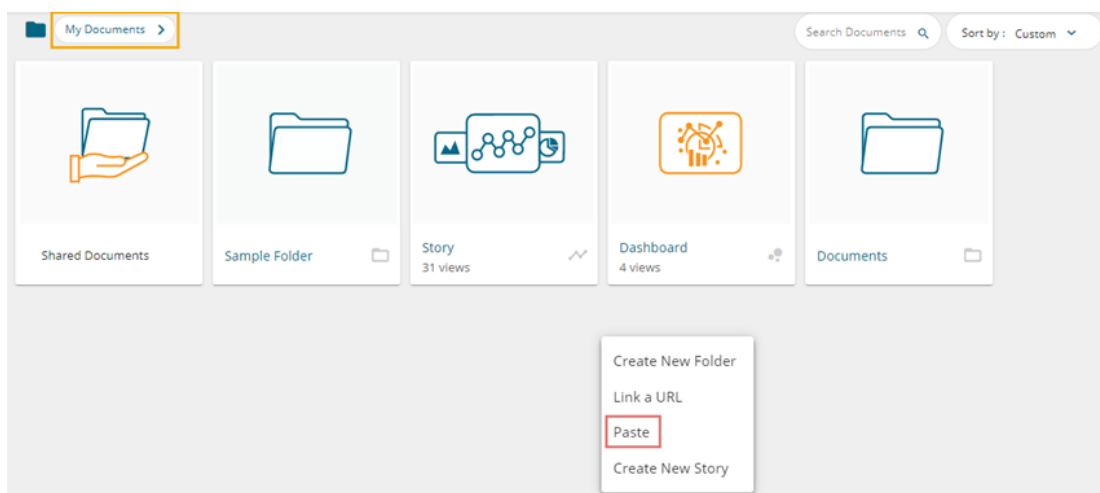 My Documents
Search Documents
Sort by : Custom
Shared Documents
Sample Folder
Story
31 views
Dashboard
4 views
Documents
Create New Folder
Link a URL
Paste
Create New Story